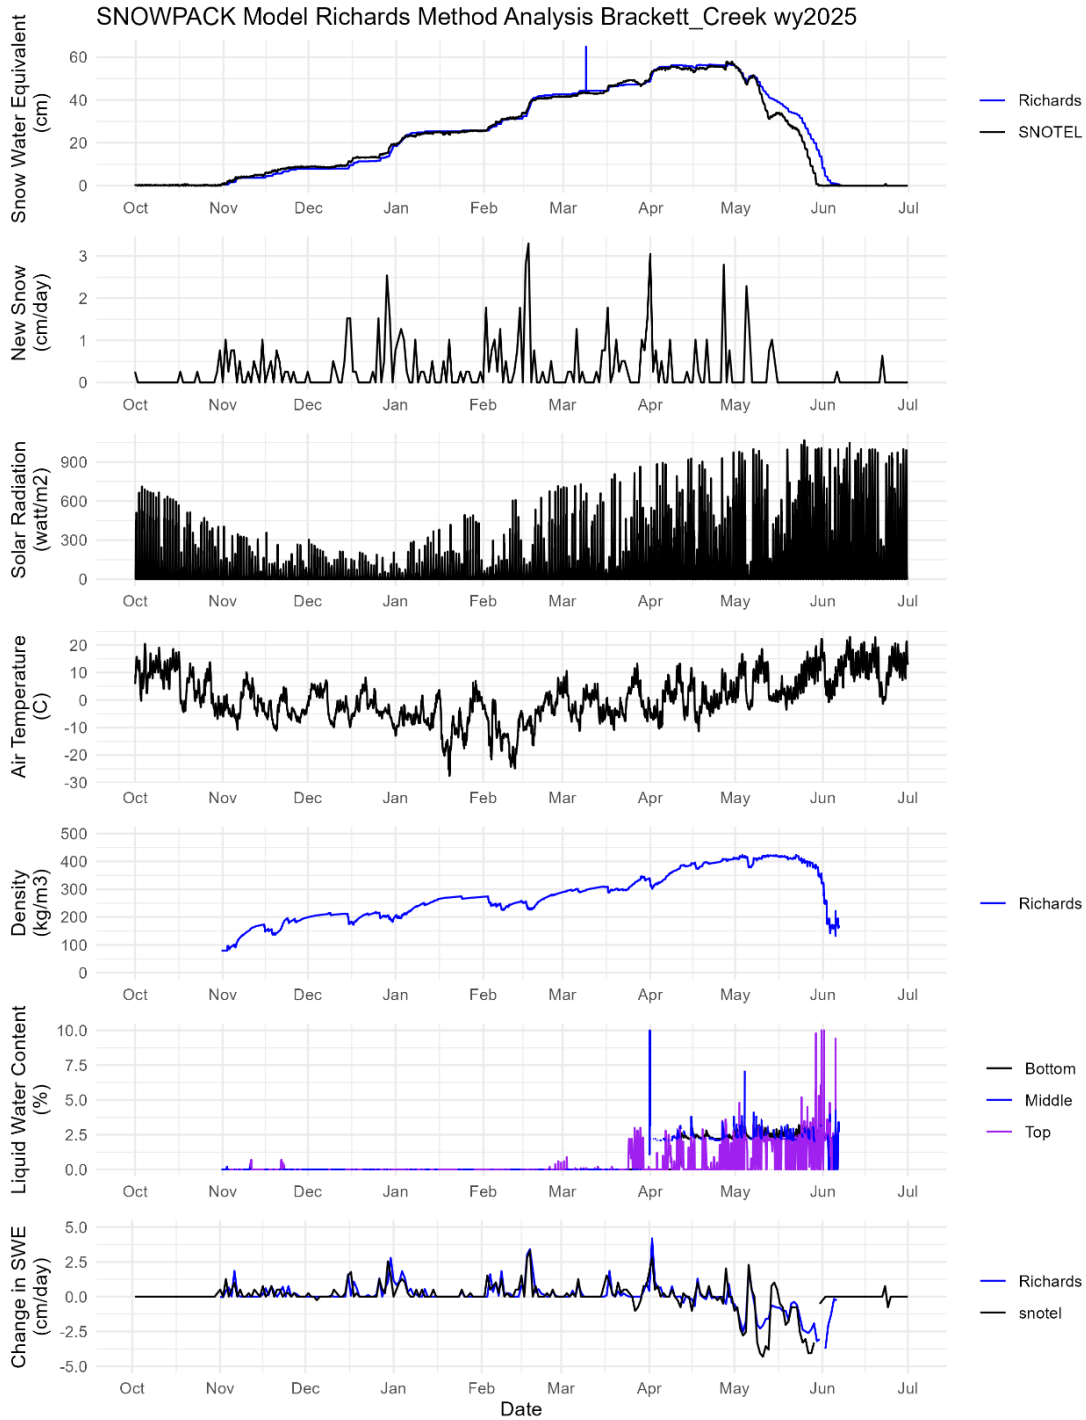 SNOWPACK Model Richards Method Analysis Brackett_Creek wy2025
Snow Water Equivalent
(cm)
60
40
20
0
Oct Nov Dec Jan Feb Mar Apr May Jun Jul
Richards
SNOTEL
New Snow
(cm/day)
3
2
1
0
Oct Nov Dec Jan Feb Mar Apr May Jun Jul
Solar Radiation
(watt/m2)
900
600
300
0
Oct Nov Dec Jan Feb Mar Apr May Jun Jul
Air Temperature
(C)
20
10
0
-10
-20
-30
Oct Nov Dec Jan Feb Mar Apr May Jun Jul
Density
(kg/m3)
500
400
300
200
100
0
Oct Nov Dec Jan Feb Mar Apr May Jun Jul
Richards
Liquid Water Content
(%)
10.0
7.5
5.0
2.5
0.0
Oct Nov Dec Jan Feb Mar Apr May Jun Jul
Bottom
Middle
Top
Change in SWE
(cm/day)
5.0
2.5
0.0
-2.5
-5.0
Oct Nov Dec Jan Feb Mar Apr May Jun Jul
Richards
snotel
Date